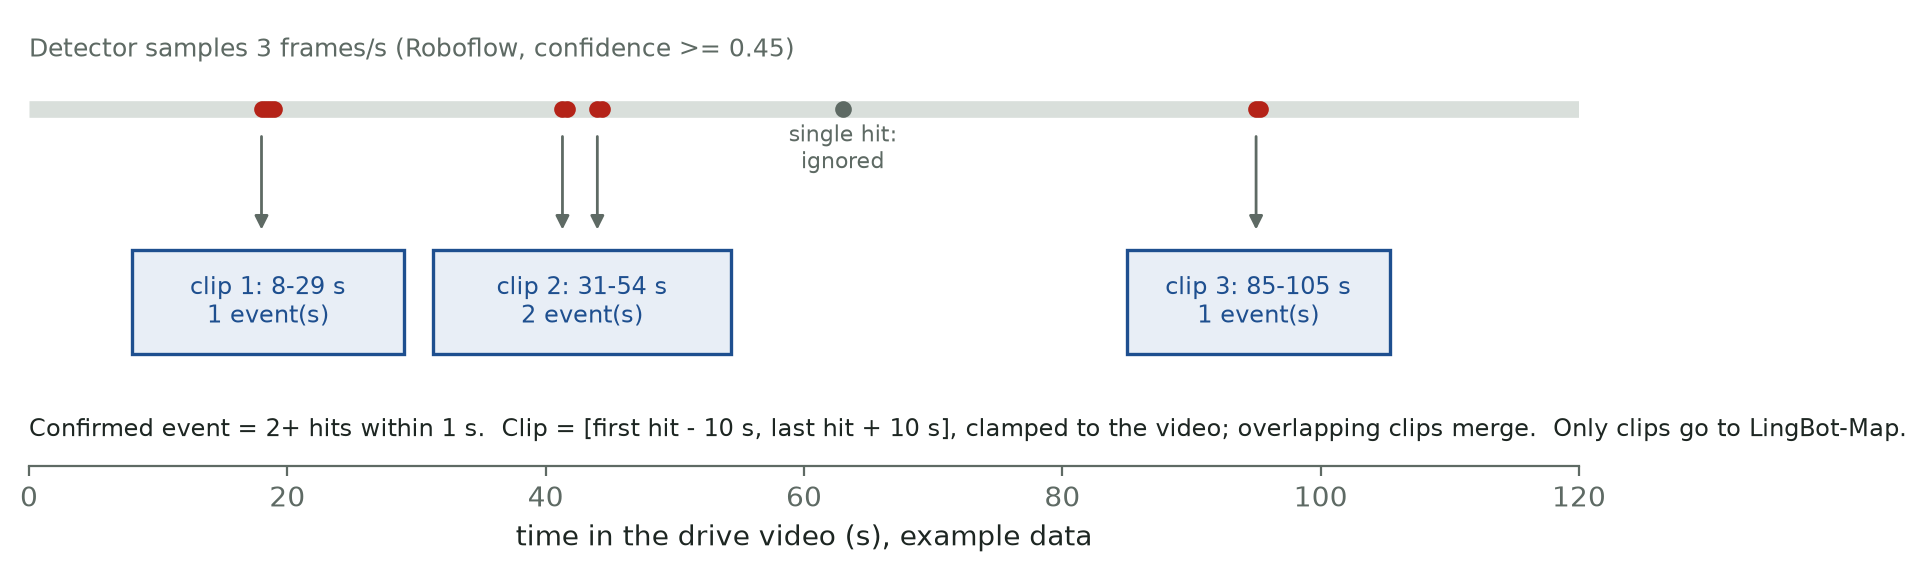 Detector samples 3 frames/s (Roboflow, confidence >= 0.45)
single hit:
ignored
clip 1: 8-29 s
1 event(s)
clip 2: 31-54 s
2 event(s)
clip 3: 85-105 s
1 event(s)
Confirmed event = 2+ hits within 1 s.  Clip = [first hit - 10 s, last hit + 10 s], clamped to the video; overlapping clips merge.  Only clips go to LingBot-Map.
0 20 40 60 80 100 120
time in the drive video (s), example data